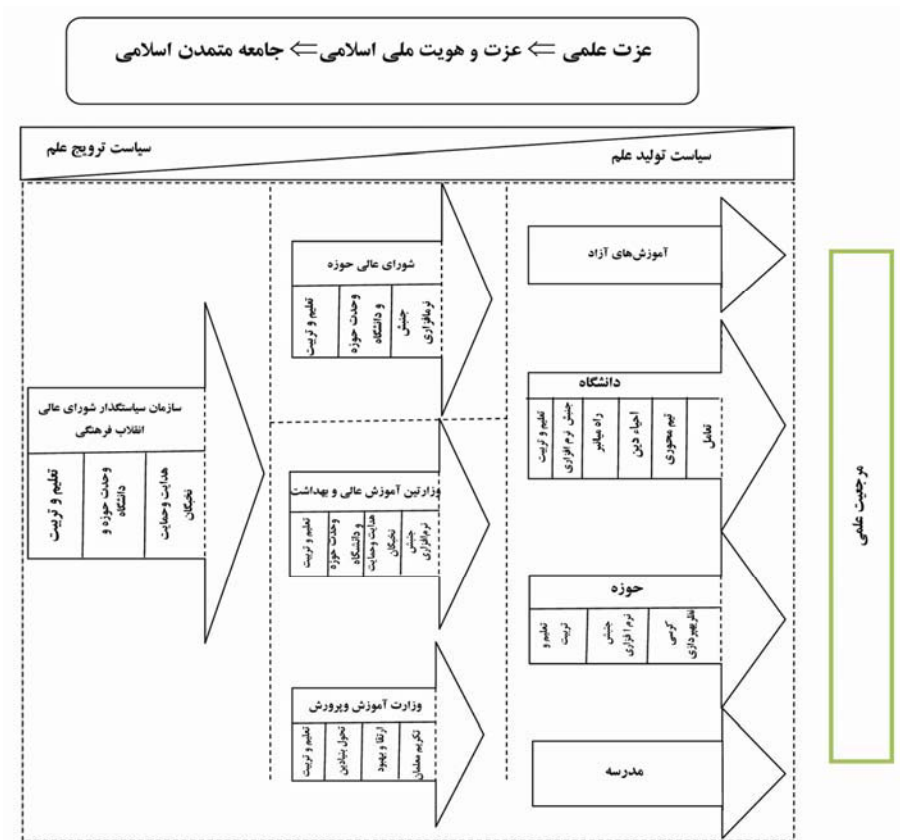 عزت علمی ⇐ عزت و هویت ملی اسلامی ⇐ جامعه متمدن اسلامی
سیاست تولید علم
سیاست ترویج علم
مرجعیت علمی
آموزش‌های آزاد
دانشگاه
تعامل
تیم محوری
احیاء دین
راه میانبر
جنبش نرم افزاری
تعلیم و تربیت
حوزه
کرسی
نظریه‌پردازی
جنبش
نرم افزاری
تعلیم و
تربیت
مدرسه
شورای عالی حوزه
جنبش
نرم‌افزاری
وحدت حوزه
و دانشگاه
تعلیم و تربیت
وزارتین آموزش عالی و بهداشت
جنبش
نرم‌افزاری
هدایت وحمایت
نخبگان
وحدت حوزه
و دانشگاه
تعلیم و تربیت
وزارت آموزش وپرورش
تکریم معلمان
ارتقا و بهبود
تحول بنیادین
تعلیم و تربیت
سازمان سیاستگذار شورای عالی
انقلاب فرهنگی
هدایت وحمایت
نخبگان
وحدت حوزه و
دانشگاه
تعلیم و تربیت